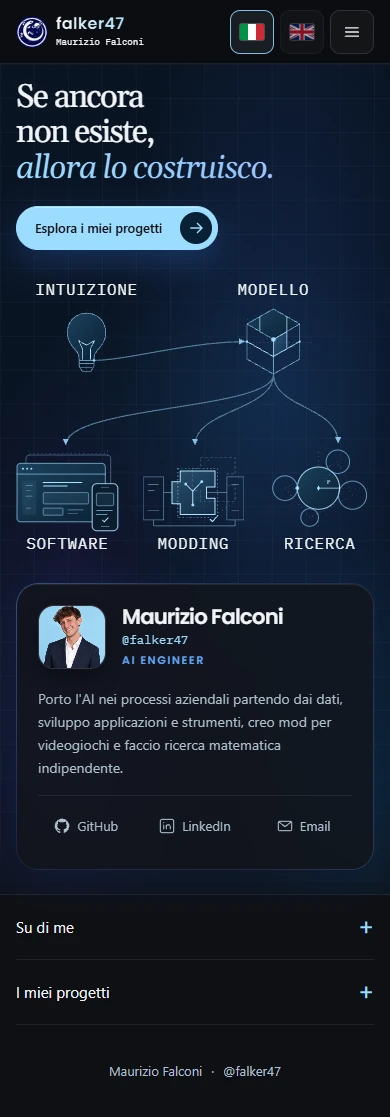 falker47
Maurizio Falconi
Se ancora
non esiste,
allora lo costruisco.
Esplora i miei progetti
INTUIZIONE
MODELLO
r
SOFTWARE
MODDING
RICERCA
Maurizio Falconi
@falker47
AI ENGINEER
Porto l'AI nei processi aziendali partendo dai dati,
sviluppo applicazioni e strumenti, creo mod per
videogiochi e faccio ricerca matematica
indipendente.
GitHub
LinkedIn
Email
Su di me
I miei progetti
Maurizio Falconi · @falker47